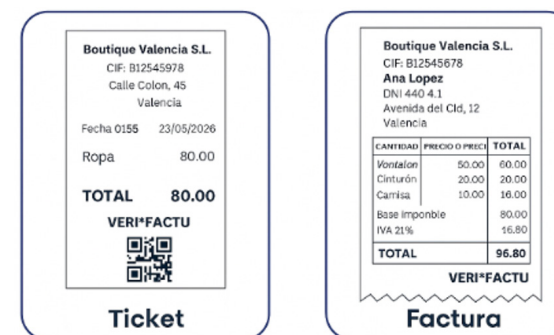 Boutique Valencia S.L.
CIF: B12545978
Calle Colon, 45
Valencia
Fecha 0155 23/05/2026
Ropa 80.00
TOTAL 80.00
VERI*FACTU
Ticket
Boutique Valencia S.L.
CIF: B12545678
Ana Lopez
DNI 440 4.1
Avenida del Cld, 12
Valencia
CANTIDAD PRECIO O PRECI TOTAL
Vontalon 50.00 60.00
Cinturón 20.00 20.00
Camisa 10.00 16.00
Base imponble 80.00
IVA 21% 16.80
TOTAL 96.80
VERI*FACTU
Factura